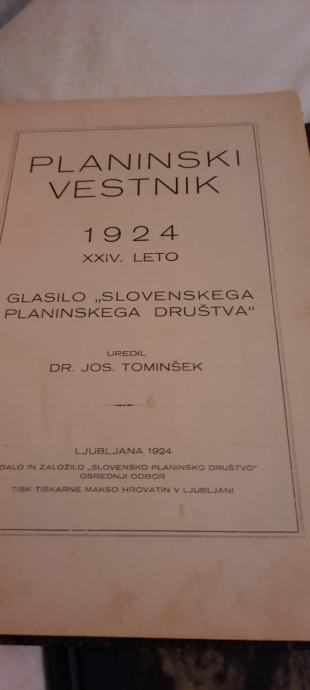 PLANINSKI
VESTNIK
1924
XXIV. LETO
GLASILO „SLOVENSKEGA
PLANINSKEGA DRUŠTVA“
UREDIL
DR. JOS. TOMINŠEK
LJUBLJANA 1924
DALO IN ZALOŽILO „SLOVENSKO PLANINSKO DRUŠTVO“
OSREDNJI ODBOR
TISK TISKARNE MAKSO HROVATIN V LJUBLJANI